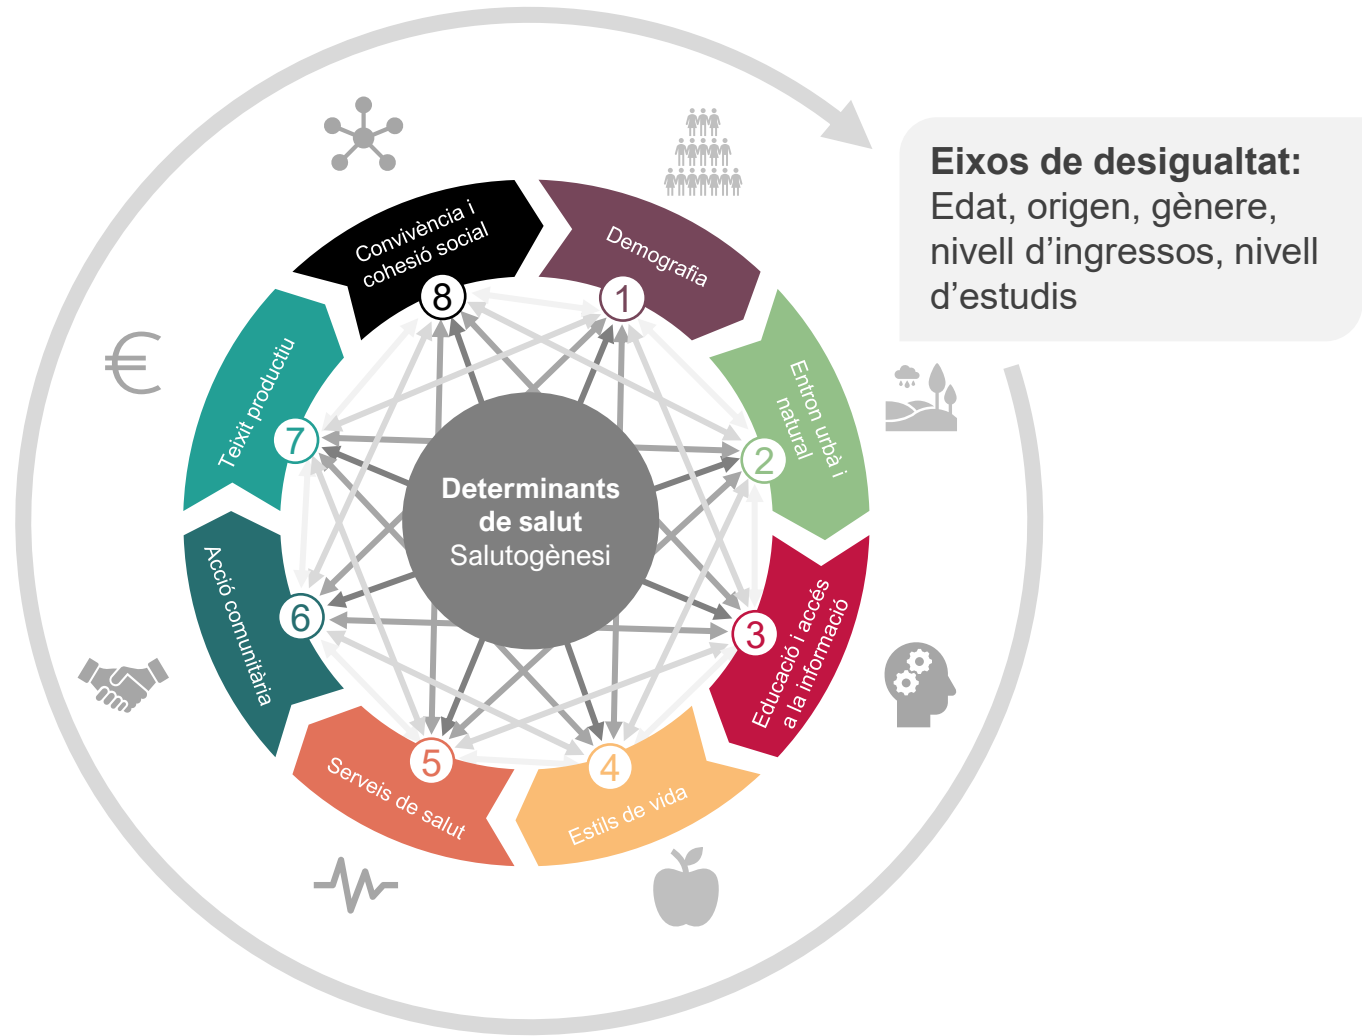 Eixos de desigualtat:
Edat, origen, gènere,
nivell d'ingressos, nivell
d'estudis
Determinants
de salut
Salutogènesi
1
Demografia
2
Entron urbà i
natural
3
Educació i accés
a la informació
4
Estils de vida
5
Serveis de salut
6
Acció comunitària
7
Teixit productiu
8
Convivència i
cohesió social
€